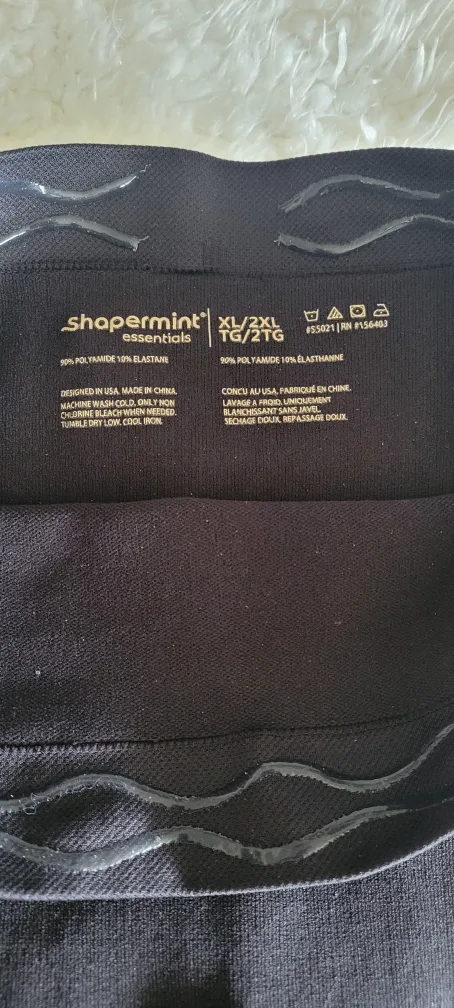 shapermint®
essentials
XL/2XL
TG/2TG
#55021 | RN #156403
90% POLYAMIDE 10% ELASTANE
90% POLYAMIDE 10% ÉLASTHANNE
DESIGNED IN USA. MADE IN CHINA.
MACHINE WASH COLD. ONLY NON
CHLORINE BLEACH WHEN NEEDED.
TUMBLE DRY LOW. COOL IRON.
CONCU AU USA. FABRIQUÉ EN CHINE.
LAVAGE A FROID. UNIQUEMENT
BLANCHISSANT SANS JAVEL.
SECHAGE DOUX. REPASSAGE DOUX.